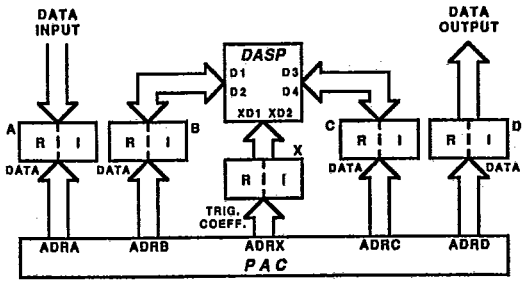 DATA INPUT
DATA OUTPUT
DASP
D1 D3
D2 D4
XD1 XD2
A R I
B R I
C R I
D R I
DATA DATA DATA DATA
X
R I
TRIG. COEFF.
ADRA ADRB ADRX ADRC ADRD
PAC